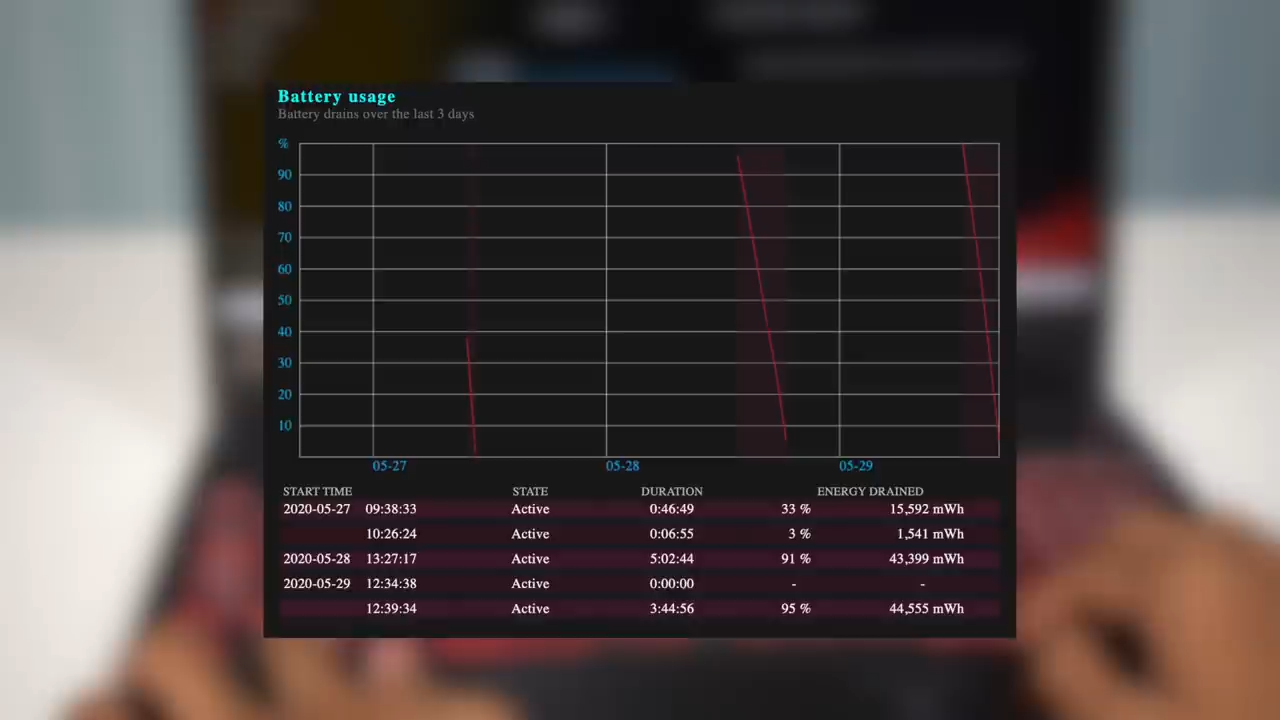 Battery usage
Battery drains over the last 3 days
%
90
80
70
60
50
40
30
20
10
05-27 05-28 05-29
START TIME STATE DURATION ENERGY DRAINED
2020-05-27 09:38:33 Active 0:46:49 33 % 15,592 mWh
10:26:24 Active 0:06:55 3 % 1,541 mWh
2020-05-28 13:27:17 Active 5:02:44 91 % 43,399 mWh
2020-05-29 12:34:38 Active 0:00:00 - -
12:39:34 Active 3:44:56 95 % 44,555 mWh